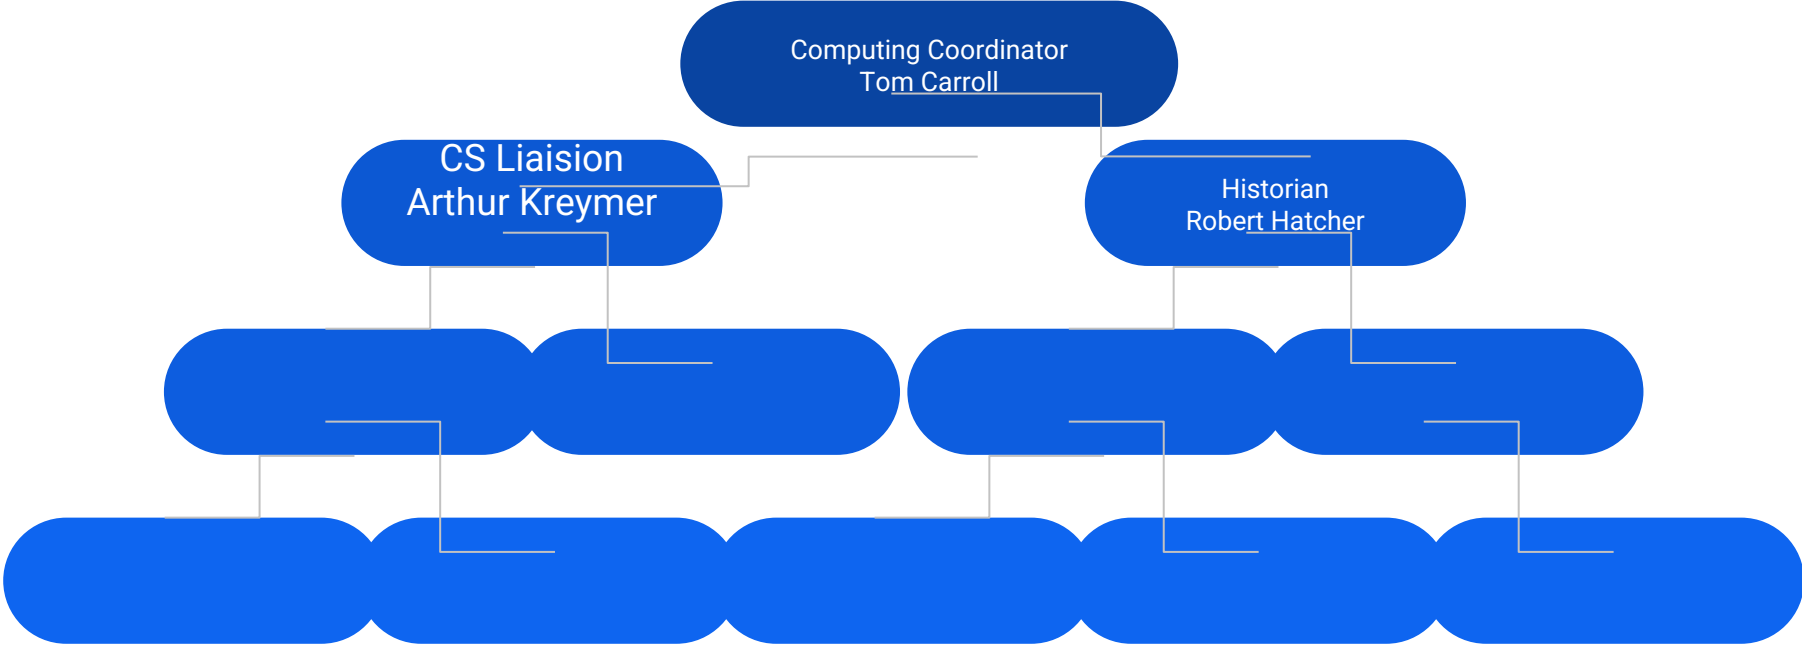 Computing Coordinator
Tom Carroll
CS Liaision
Arthur Kreymer
Historian
Robert Hatcher